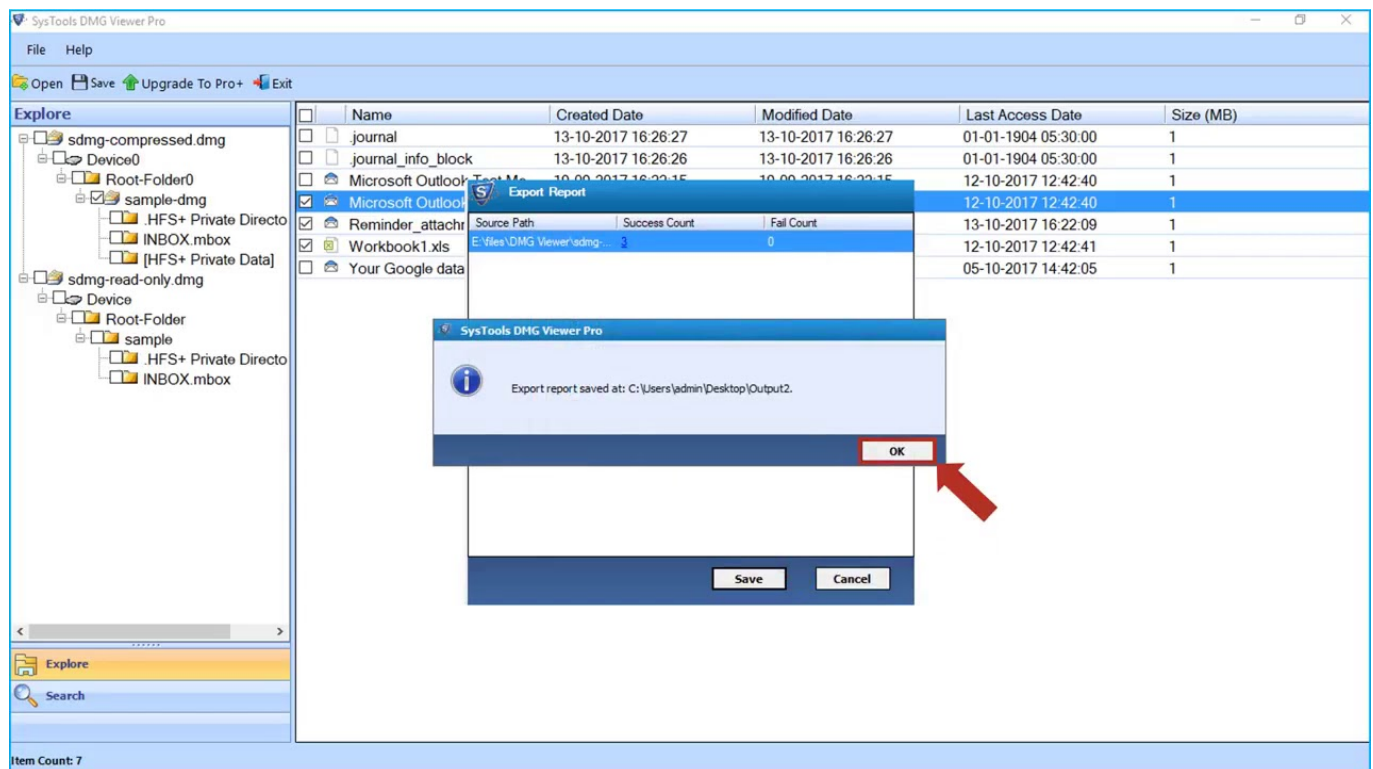 SysTools DMG Viewer Pro
File Help
Open Save Upgrade To Pro+ Exit
Explore
Name Created Date Modified Date Last Access Date Size (MB)
sdmg-compressed.dmg
Device0
Root-Folder0
sample-dmg
.HFS+ Private Directo
INBOX.mbox
[HFS+ Private Data]
sdmg-read-only.dmg
Device
Root-Folder
sample
.HFS+ Private Directo
INBOX.mbox
.journal 13-10-2017 16:26:27 13-10-2017 16:26:27 01-01-1904 05:30:00 1
.journal_info_block 13-10-2017 16:26:26 13-10-2017 16:26:26 01-01-1904 05:30:00 1
Microsoft Outlook Test Me 12-10-2017 12:42:40 1
Microsoft Outlook 12-10-2017 12:42:40 1
Reminder_attachr 13-10-2017 16:22:09 1
Workbook1.xls 12-10-2017 12:42:41 1
Your Google data 05-10-2017 14:42:05 1
Export Report
Source Path Success Count Fail Count
E:\files\DMG Viewer\sdmg-... 3 0
SysTools DMG Viewer Pro
Export report saved at: C:\Users\admin\Desktop\Output2.
OK
Save Cancel
Explore
Search
Item Count: 7